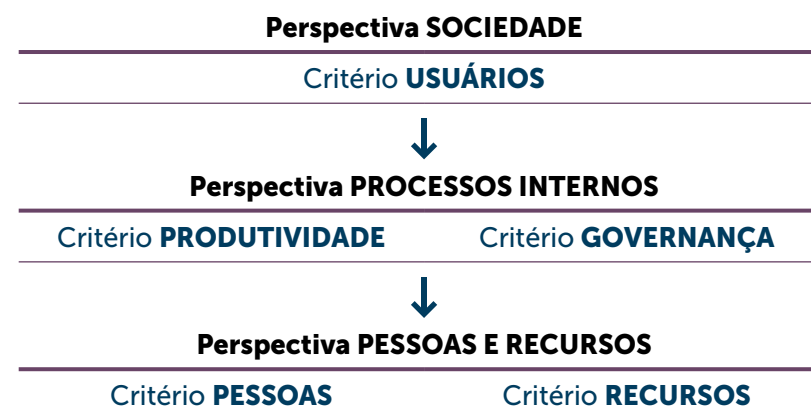 Perspectiva SOCIEDADE
Critério USUÁRIOS
Perspectiva PROCESSOS INTERNOS
Critério PRODUTIVIDADE Critério GOVERNANÇA
Perspectiva PESSOAS E RECURSOS
Critério PESSOAS Critério RECURSOS